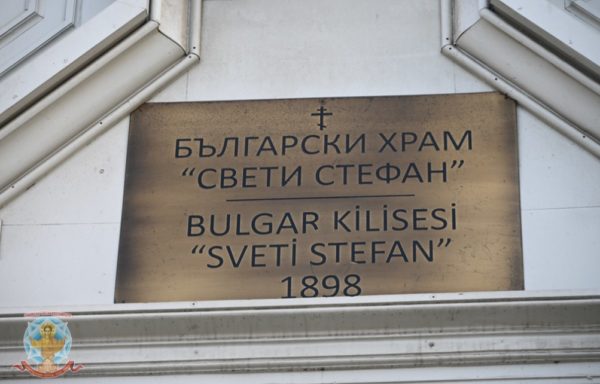 БЪЛГАРСКИ ХРАМ
“СВЕТИ СТЕФАН”
BULGAR KİLİSESİ
“SVETİ STEFAN”
1898